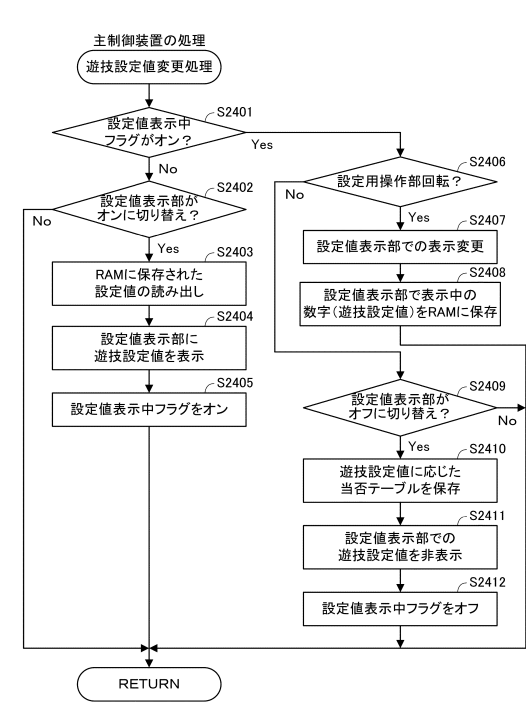 主制御装置の処理
遊技設定値変更処理
S2401
設定値表示中
フラグがオン？
Yes
No
S2402
設定値表示部が
オンに切り替え？
No
Yes
S2403
RAMに保存された
設定値の読み出し
S2404
設定値表示部に
遊技設定値を表示
S2405
設定値表示中フラグをオン
S2406
設定用操作部回転？
No
Yes
S2407
設定値表示部での表示変更
S2408
設定値表示部で表示中の
数字（遊技設定値）をRAMに保存
S2409
設定値表示部が
オフに切り替え？
No
Yes
S2410
遊技設定値に応じた
当否テーブルを保存
S2411
設定値表示部での
遊技設定値を非表示
S2412
設定値表示中フラグをオフ
RETURN